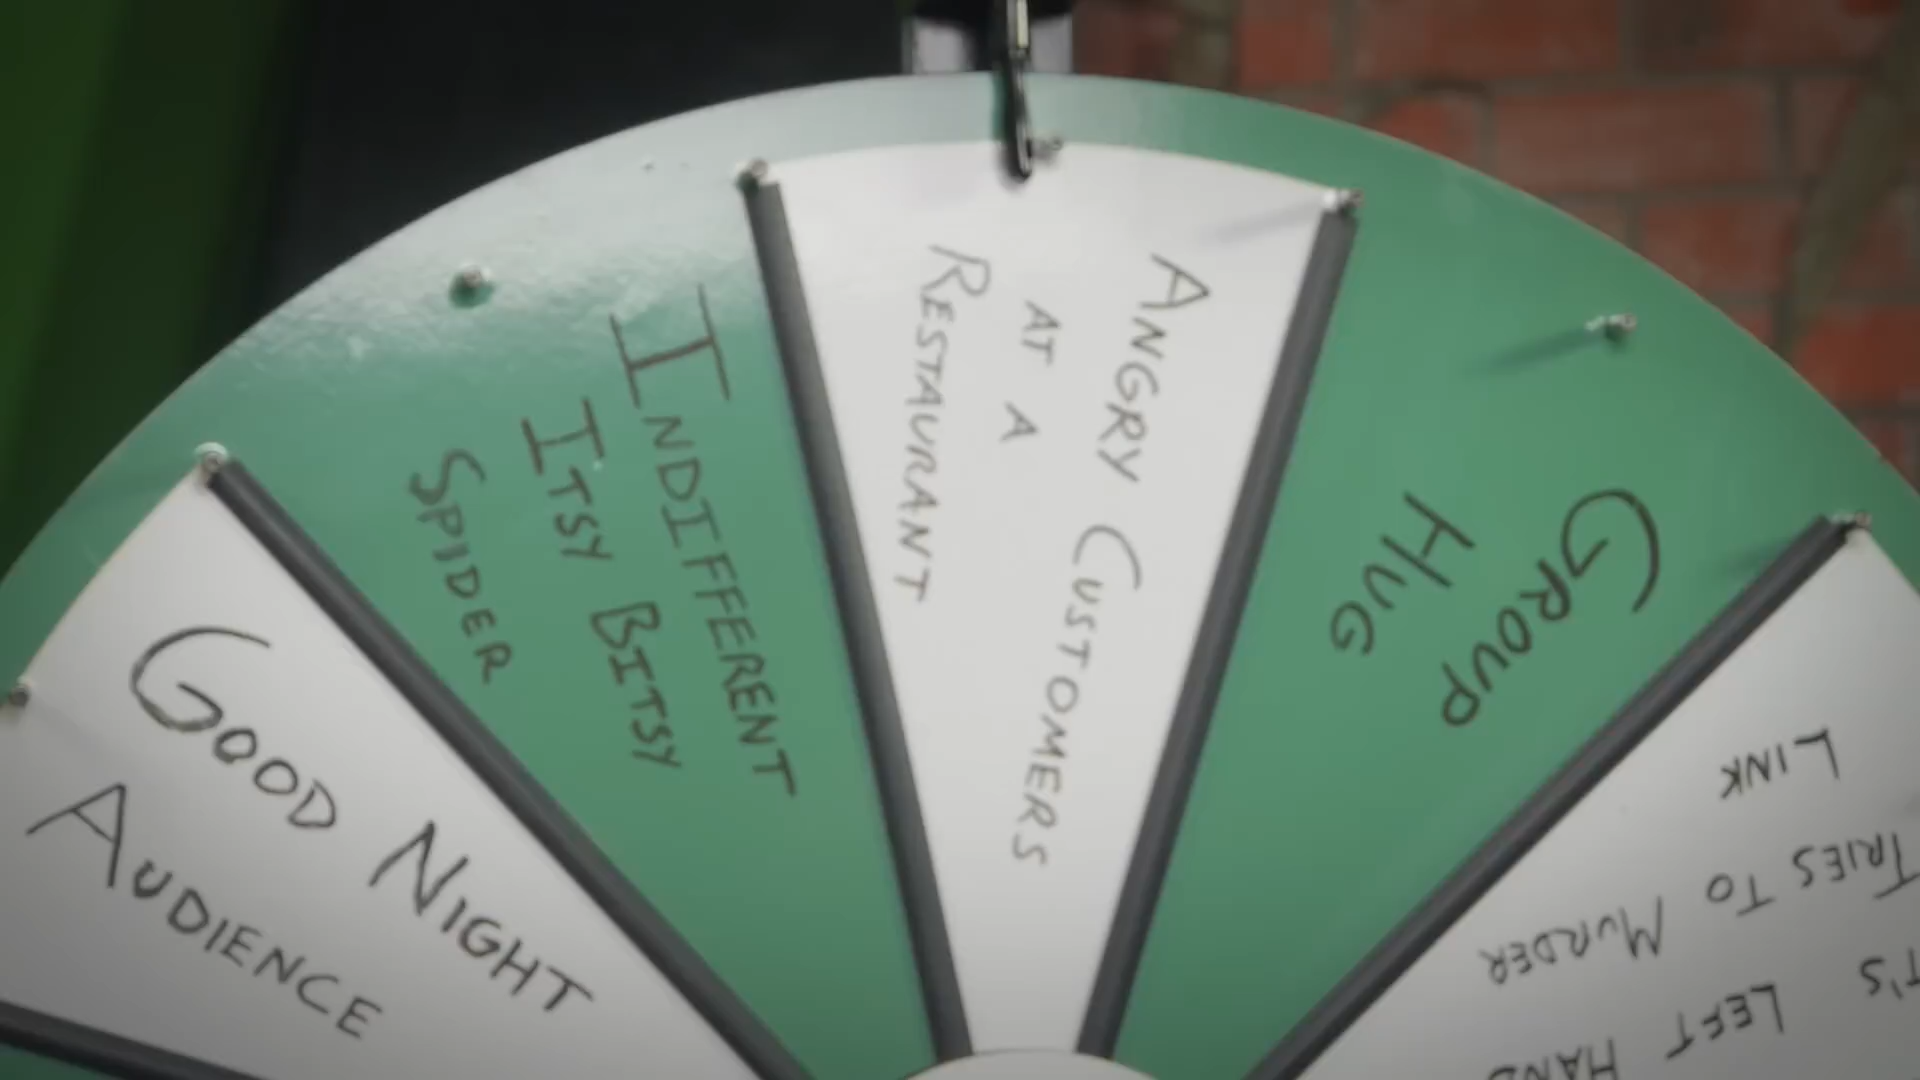 GOOD NIGHT
AUDIENCE
INDIFFERENT
ITSY BITSY
SPIDER
ANGRY CUSTOMERS
AT A
RESTAURANT
GROUP
HUG
LEFT HAND
TRIES TO MURDER
LINK